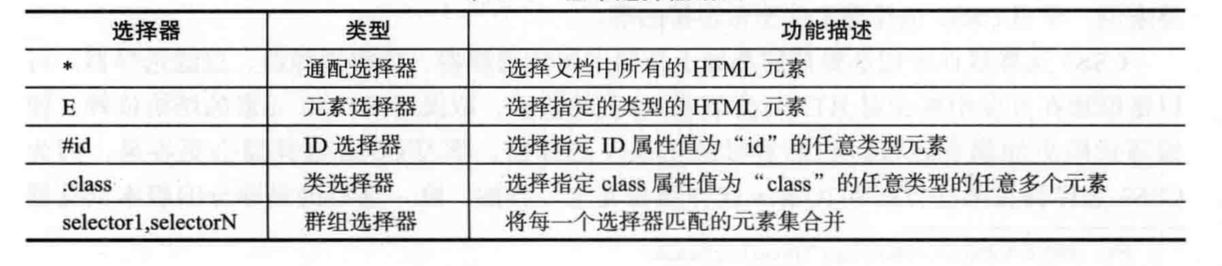 选择器 类型 功能描述
* 通配选择器 选择文档中所有的 HTML 元素
E 元素选择器 选择指定的类型的 HTML 元素
#id ID 选择器 选择指定 ID 属性值为“id”的任意类型元素
.class 类选择器 选择指定 class 属性值为“class”的任意类型的任意多个元素
selector1,selectorN 群组选择器 将每一个选择器匹配的元素集合并